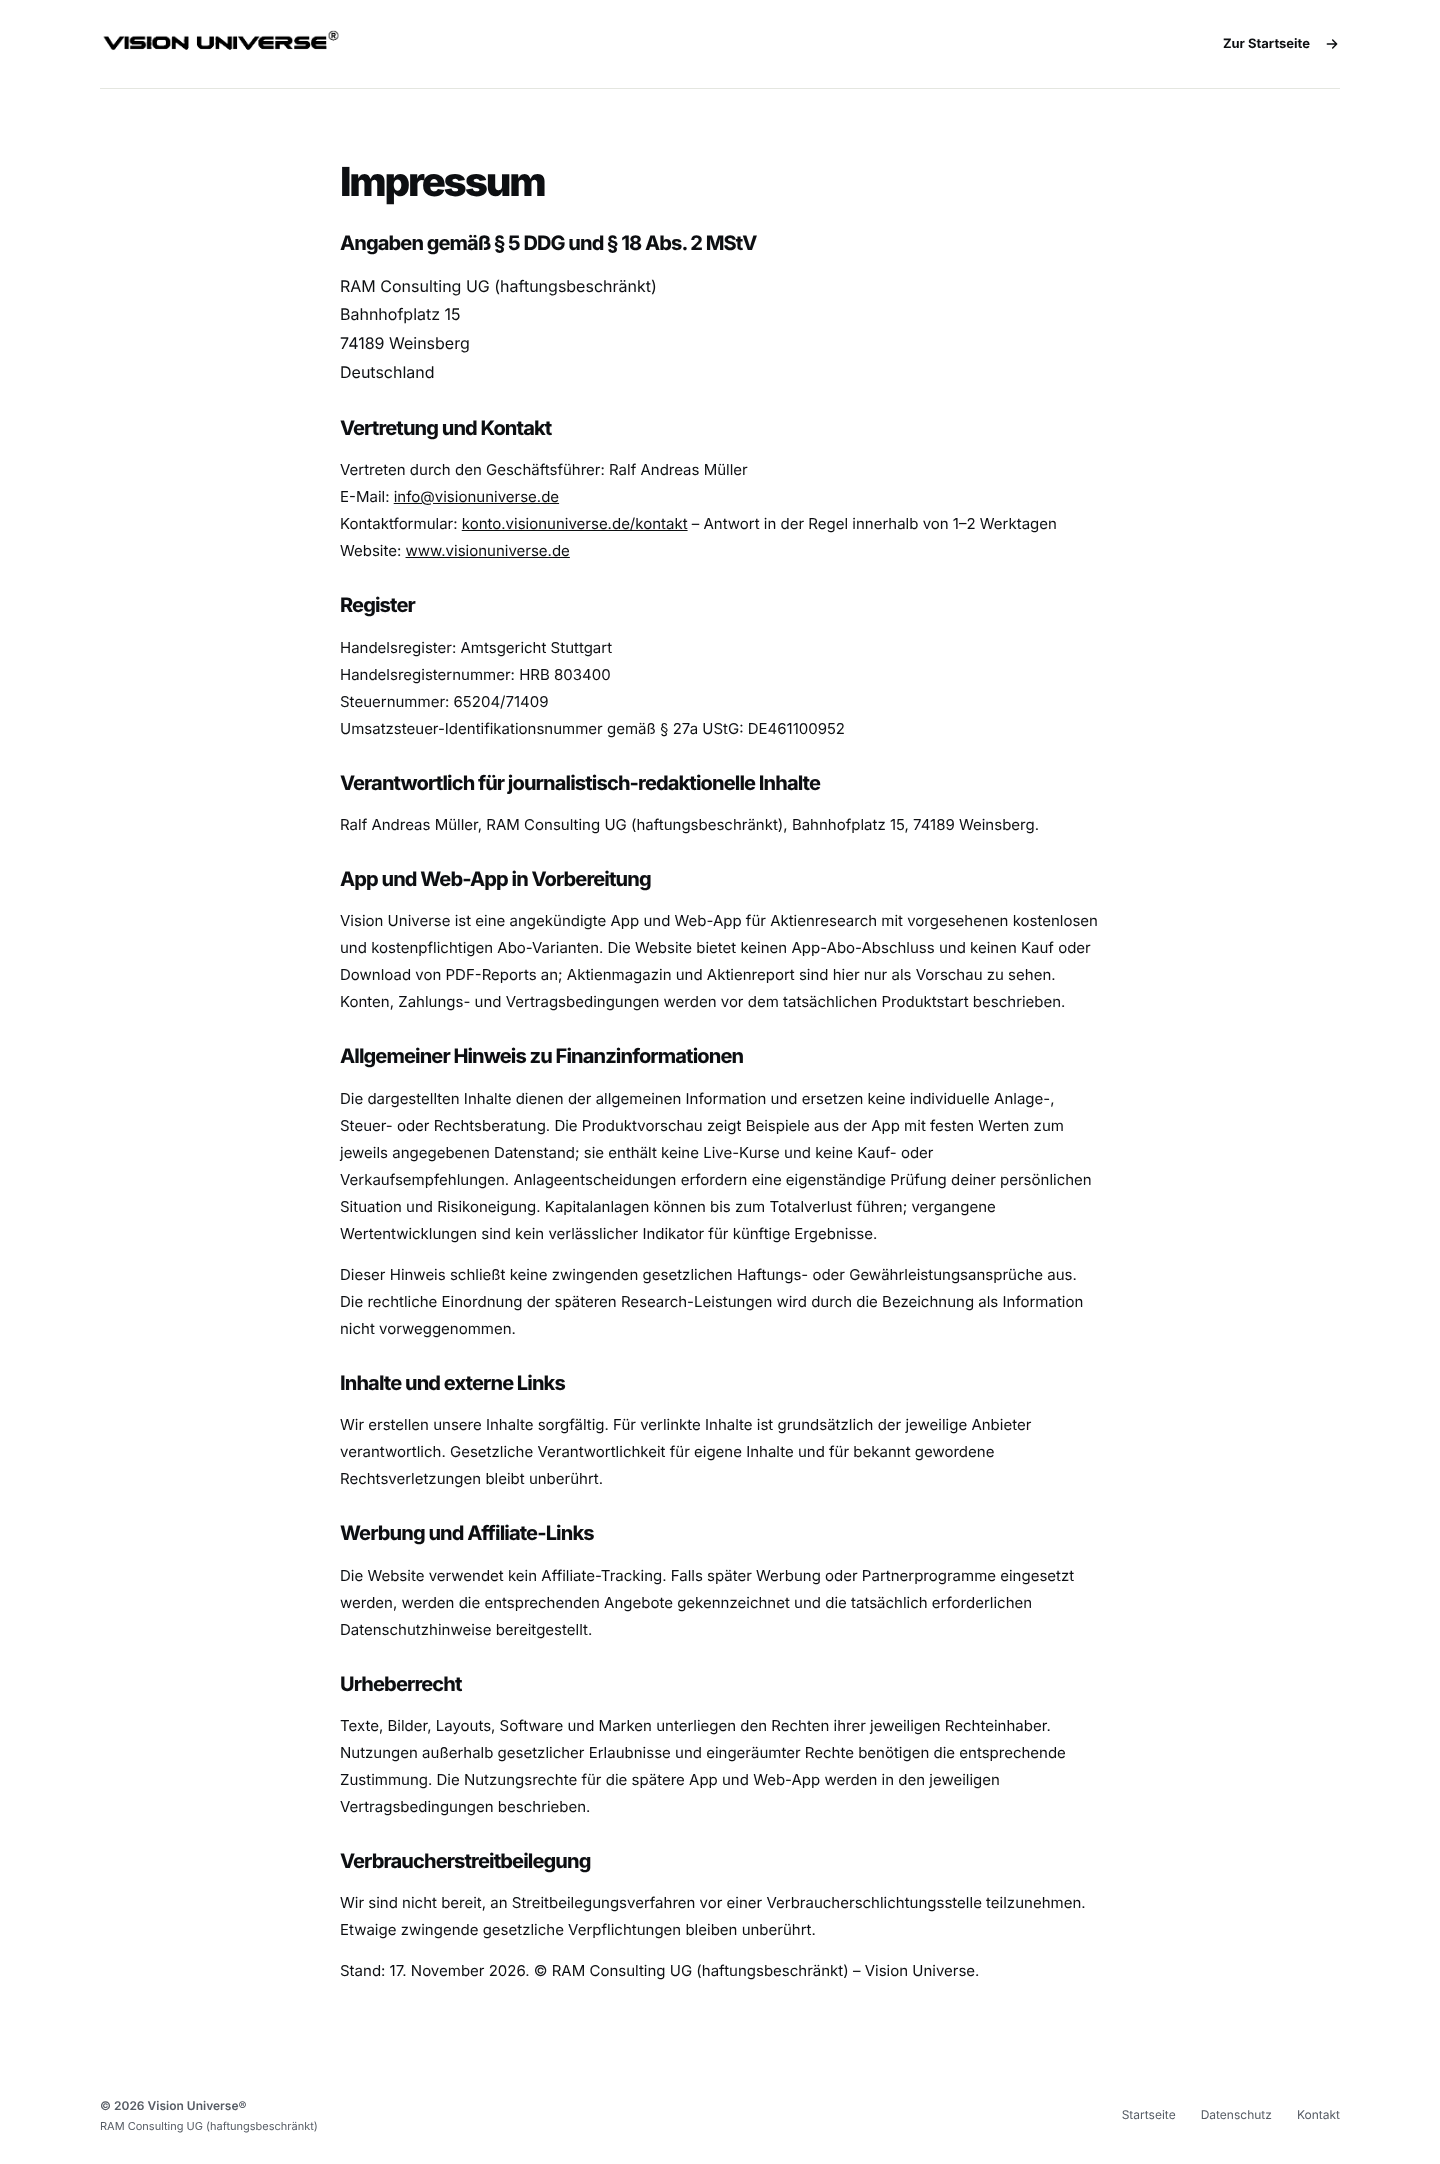 VISION UNIVERSE®
Zur Startseite →
Impressum
Angaben gemäß § 5 DDG und § 18 Abs. 2 MStV
RAM Consulting UG (haftungsbeschränkt)
Bahnhofplatz 15
74189 Weinsberg
Deutschland
Vertretung und Kontakt
Vertreten durch den Geschäftsführer: Ralf Andreas Müller
E-Mail: info@visionuniverse.de
Kontaktformular: konto.visionuniverse.de/kontakt – Antwort in der Regel innerhalb von 1–2 Werktagen
Website: www.visionuniverse.de
Register
Handelsregister: Amtsgericht Stuttgart
Handelsregisternummer: HRB 803400
Steuernummer: 65204/71409
Umsatzsteuer-Identifikationsnummer gemäß § 27a UStG: DE461100952
Verantwortlich für journalistisch-redaktionelle Inhalte
Ralf Andreas Müller, RAM Consulting UG (haftungsbeschränkt), Bahnhofplatz 15, 74189 Weinsberg.
App und Web-App in Vorbereitung
Vision Universe ist eine angekündigte App und Web-App für Aktienresearch mit vorgesehenen kostenlosen
und kostenpflichtigen Abo-Varianten. Die Website bietet keinen App-Abo-Abschluss und keinen Kauf oder
Download von PDF-Reports an; Aktienmagazin und Aktienreport sind hier nur als Vorschau zu sehen.
Konten, Zahlungs- und Vertragsbedingungen werden vor dem tatsächlichen Produktstart beschrieben.
Allgemeiner Hinweis zu Finanzinformationen
Die dargestellten Inhalte dienen der allgemeinen Information und ersetzen keine individuelle Anlage-,
Steuer- oder Rechtsberatung. Die Produktvorschau zeigt Beispiele aus der App mit festen Werten zum
jeweils angegebenen Datenstand; sie enthält keine Live-Kurse und keine Kauf- oder
Verkaufsempfehlungen. Anlageentscheidungen erfordern eine eigenständige Prüfung deiner persönlichen
Situation und Risikoneigung. Kapitalanlagen können bis zum Totalverlust führen; vergangene
Wertentwicklungen sind kein verlässlicher Indikator für künftige Ergebnisse.
Dieser Hinweis schließt keine zwingenden gesetzlichen Haftungs- oder Gewährleistungsansprüche aus.
Die rechtliche Einordnung der späteren Research-Leistungen wird durch die Bezeichnung als Information
nicht vorweggenommen.
Inhalte und externe Links
Wir erstellen unsere Inhalte sorgfältig. Für verlinkte Inhalte ist grundsätzlich der jeweilige Anbieter
verantwortlich. Gesetzliche Verantwortlichkeit für eigene Inhalte und für bekannt gewordene
Rechtsverletzungen bleibt unberührt.
Werbung und Affiliate-Links
Die Website verwendet kein Affiliate-Tracking. Falls später Werbung oder Partnerprogramme eingesetzt
werden, werden die entsprechenden Angebote gekennzeichnet und die tatsächlich erforderlichen
Datenschutzhinweise bereitgestellt.
Urheberrecht
Texte, Bilder, Layouts, Software und Marken unterliegen den Rechten ihrer jeweiligen Rechteinhaber.
Nutzungen außerhalb gesetzlicher Erlaubnisse und eingeräumter Rechte benötigen die entsprechende
Zustimmung. Die Nutzungsrechte für die spätere App und Web-App werden in den jeweiligen
Vertragsbedingungen beschrieben.
Verbraucherstreitbeilegung
Wir sind nicht bereit, an Streitbeilegungsverfahren vor einer Verbraucherschlichtungsstelle teilzunehmen.
Etwaige zwingende gesetzliche Verpflichtungen bleiben unberührt.
Stand: 17. November 2026. © RAM Consulting UG (haftungsbeschränkt) – Vision Universe.
© 2026 Vision Universe®
RAM Consulting UG (haftungsbeschränkt)
Startseite Datenschutz Kontakt